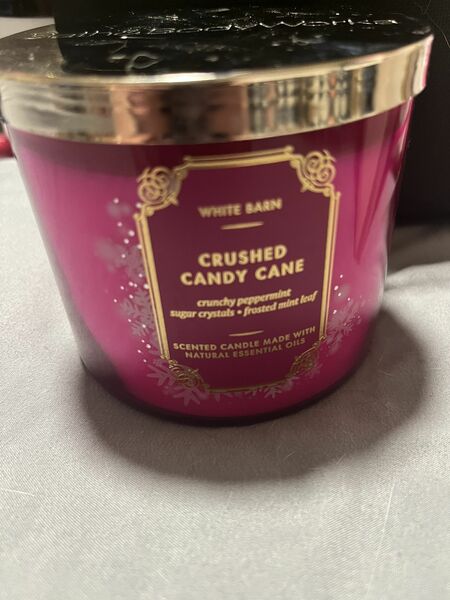 WHITE BARN
CRUSHED
CANDY CANE
crunchy peppermint
sugar crystals • frosted mint leaf
SCENTED CANDLE MADE WITH
NATURAL ESSENTIAL OILS